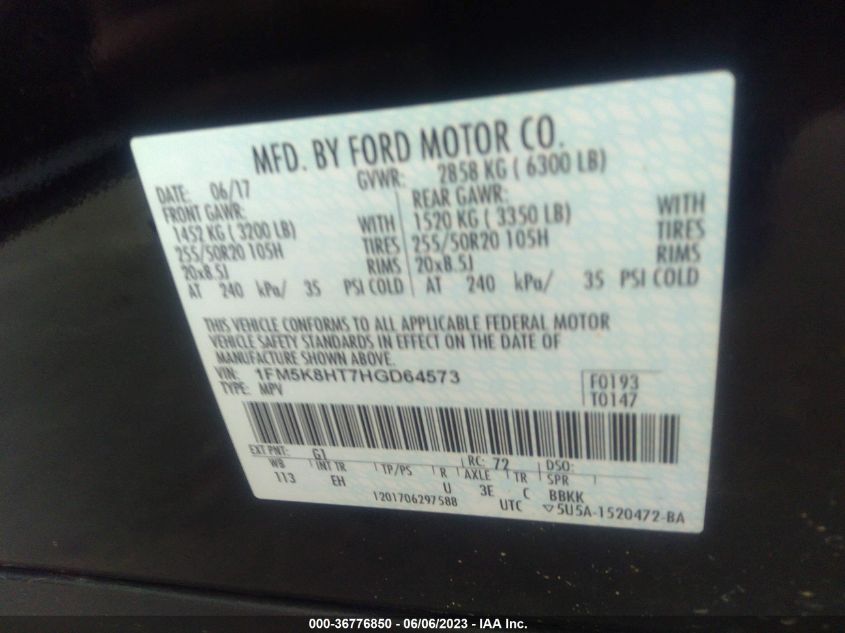 MFD. BY FORD MOTOR CO.
DATE: 06/17 GVWR: 2858 KG ( 6300 LB)
FRONT GAWR: REAR GAWR:
1452 KG ( 3200 LB) WITH 1520 KG ( 3350 LB) WITH
255/50R20 105H TIRES 255/50R20 105H TIRES
20x8.5J RIMS 20x8.5J RIMS
AT 240 kPa/ 35 PSI COLD AT 240 kPa/ 35 PSI COLD
THIS VEHICLE CONFORMS TO ALL APPLICABLE FEDERAL MOTOR
VEHICLE SAFETY STANDARDS IN EFFECT ON THE DATE OF
MANUFACTURE SHOWN ABOVE.
VIN: 1FM5K8HT7HGD64573 F0193
TYPE: MPV T0147
EXT PNT: G1 RC: 72 DSO:
WB INT TR TP/PS R AXLE TR SPR
113 EH U 3E C BBKK
1201706297588 UTC ▽5U5A-1520472-BA
000-36776850 - 06/06/2023 - IAA Inc.